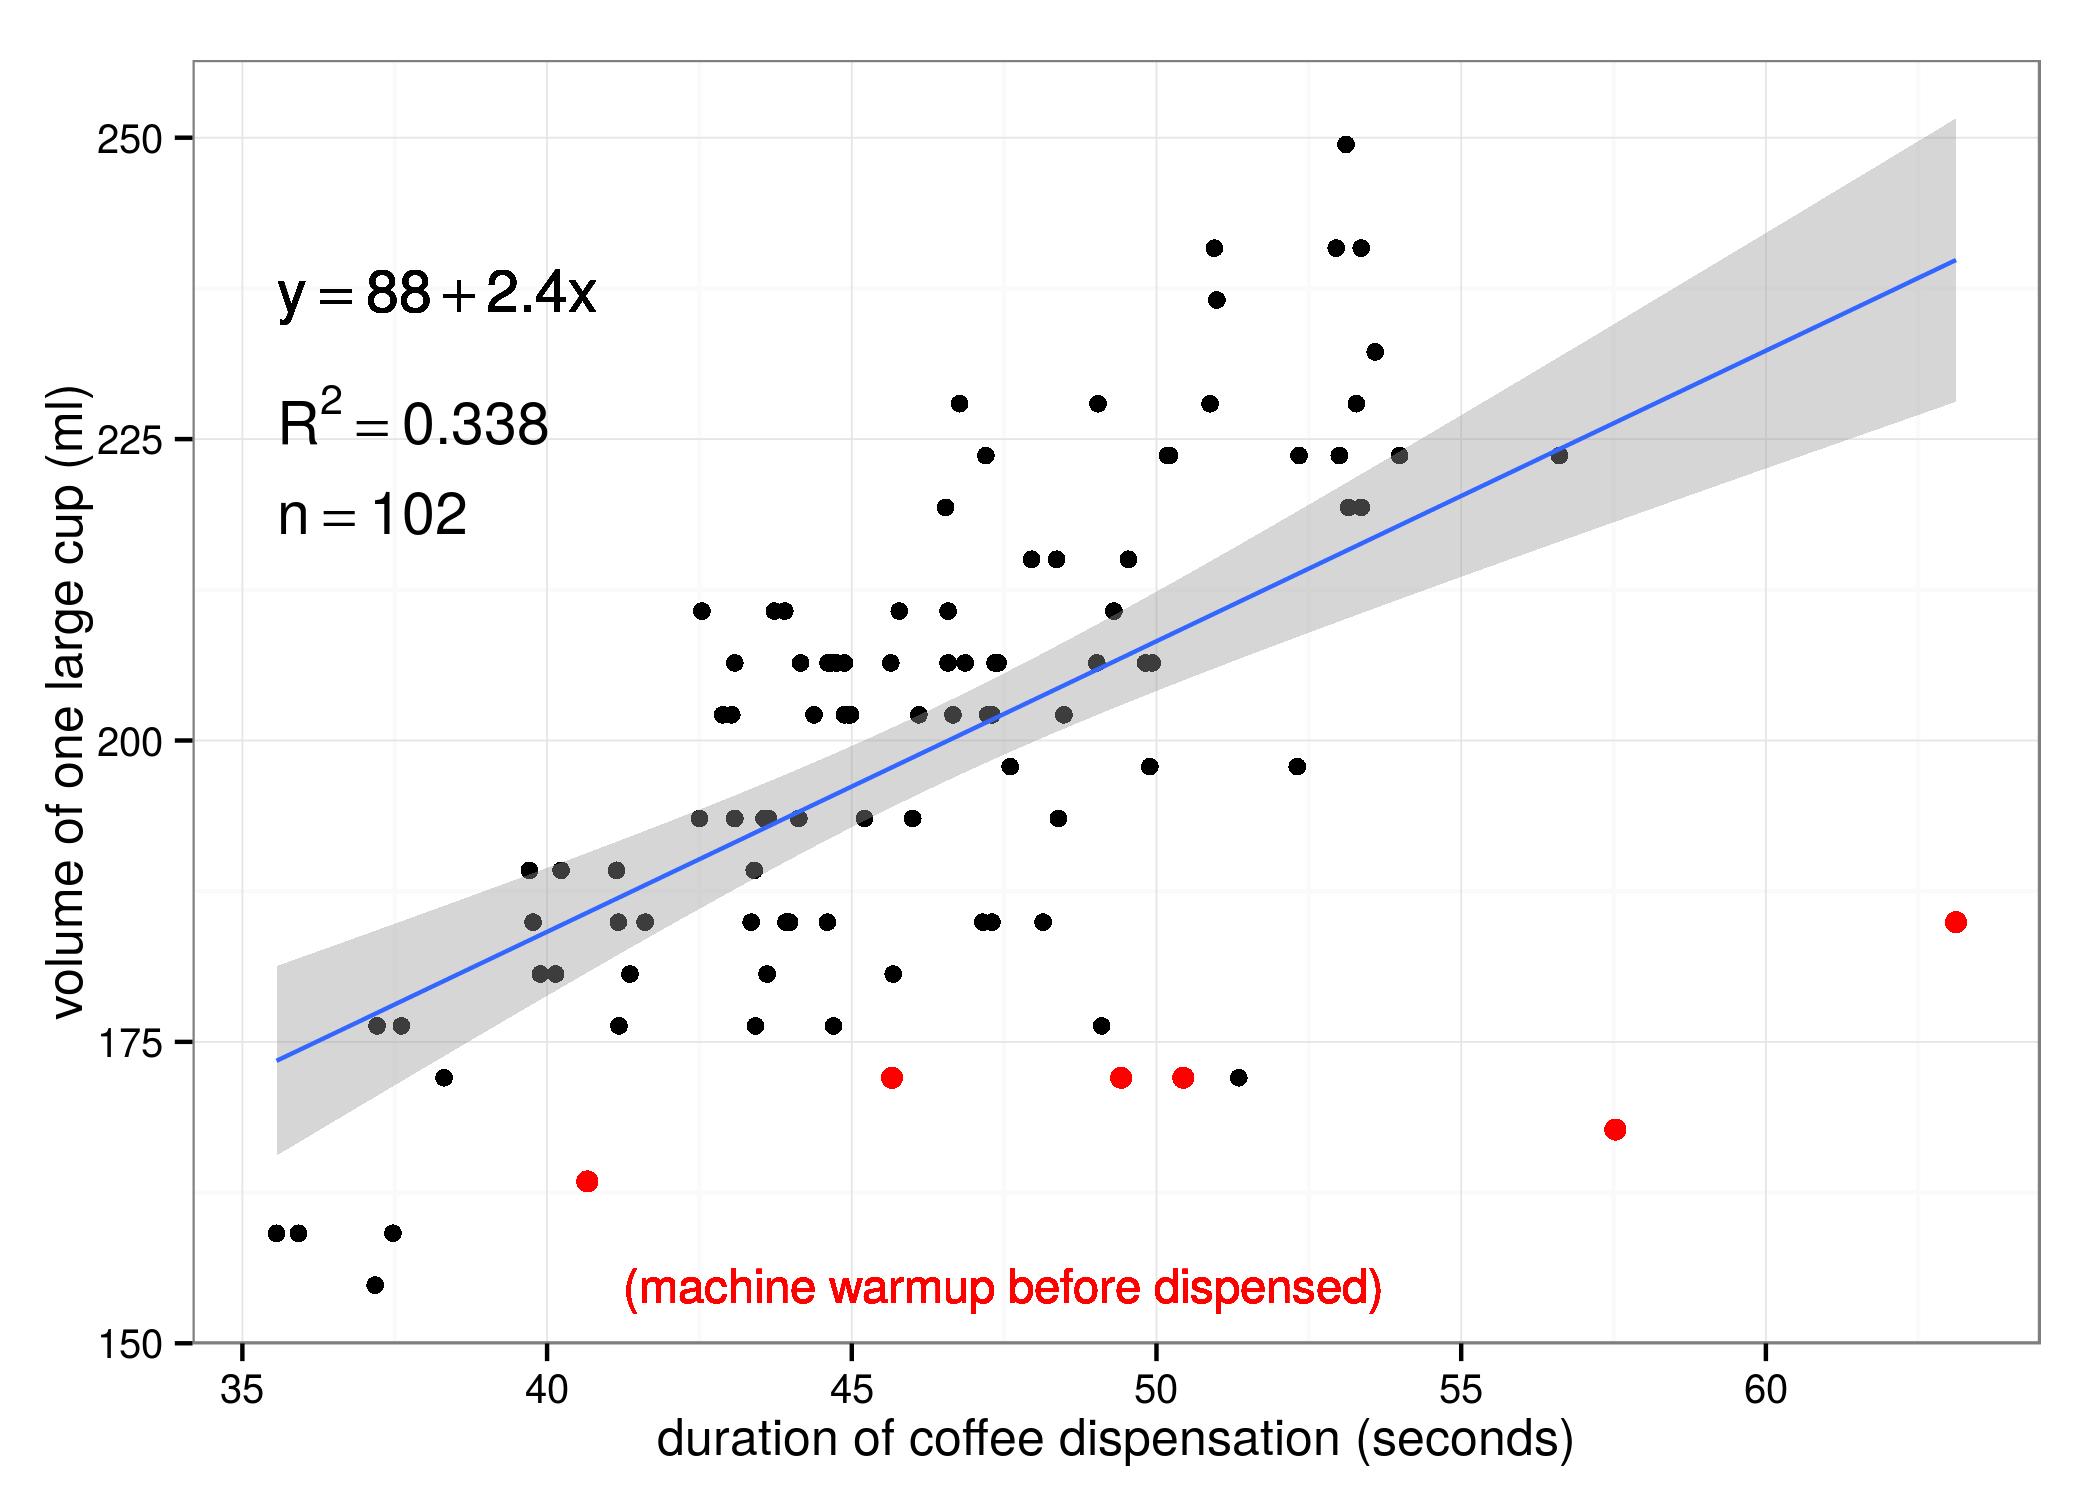 250
225
200
175
150
volume of one large cup (ml)
y = 88 + 2.4x
R² = 0.338
n = 102
(machine warmup before dispensed)
35 40 45 50 55 60
duration of coffee dispensation (seconds)